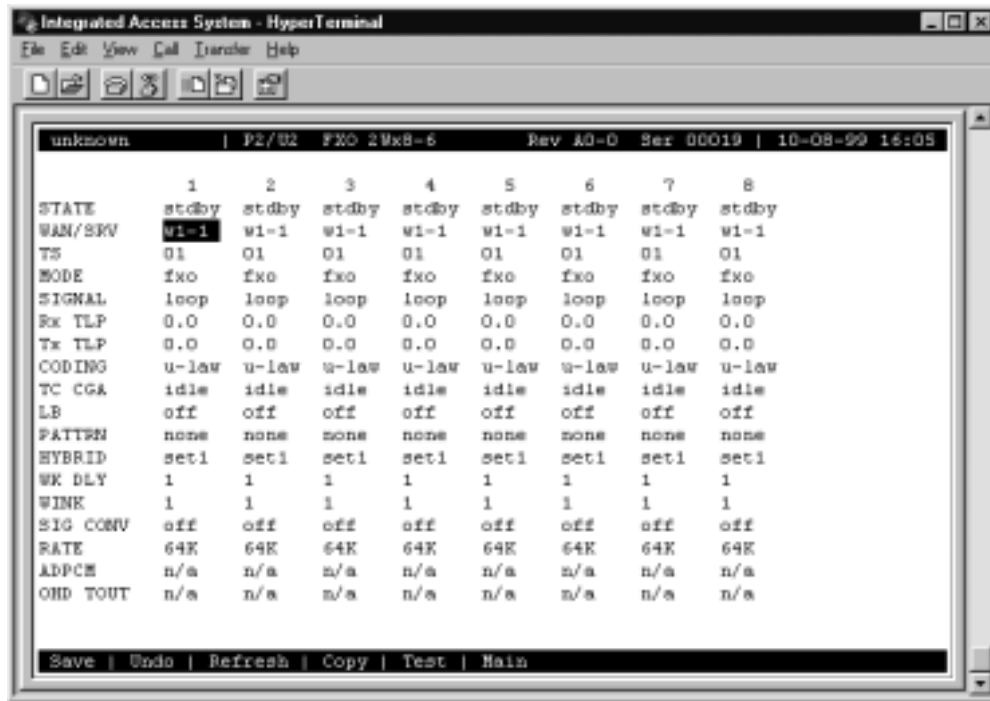 Integrated Access System - HyperTerminal
File Edit View Call Transfer Help
unknown | P2/U2 FXO 2Wx8-6 Rev A0-0 Ser 00019 | 10-08-99 16:05
1 2 3 4 5 6 7 8
STATE stdby stdby stdby stdby stdby stdby stdby stdby
WAN/SRV w1-1 w1-1 w1-1 w1-1 w1-1 w1-1 w1-1 w1-1
TS 01 01 01 01 01 01 01 01
MODE fxo fxo fxo fxo fxo fxo fxo fxo
SIGNAL loop loop loop loop loop loop loop loop
Rx TLP 0.0 0.0 0.0 0.0 0.0 0.0 0.0 0.0
Tx TLP 0.0 0.0 0.0 0.0 0.0 0.0 0.0 0.0
CODING u-law u-law u-law u-law u-law u-law u-law u-law
TC CGA idle idle idle idle idle idle idle idle
LB off off off off off off off off
PATTRN none none none none none none none none
HYBRID set1 set1 set1 set1 set1 set1 set1 set1
WK DLY 1 1 1 1 1 1 1 1
WINK 1 1 1 1 1 1 1 1
SIG CONV off off off off off off off off
RATE 64K 64K 64K 64K 64K 64K 64K 64K
ADPCM n/a n/a n/a n/a n/a n/a n/a n/a
OHD TOUT n/a n/a n/a n/a n/a n/a n/a n/a
Save | Undo | Refresh | Copy | Test | Main